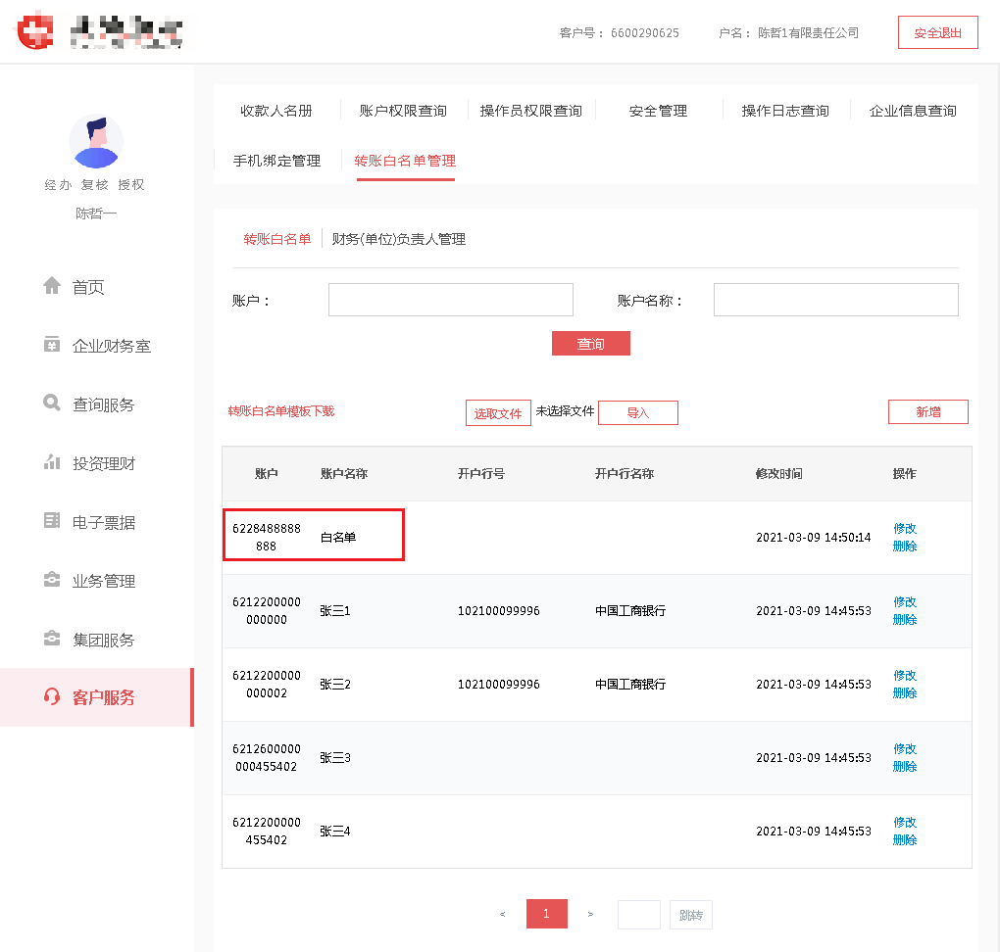 客户号： 6600290625 户名： 陈哲1有限责任公司 安全退出
收款人名册 账户权限查询 操作员权限查询 安全管理 操作日志查询 企业信息查询
手机绑定管理 转账白名单管理
经办 复核 授权
陈哲一
首页
企业财务室
查询服务
投资理财
电子票据
业务管理
集团服务
客户服务
转账白名单 财务(单位)负责人管理
账户： 账户名称：
查询
转账白名单模板下载 选取文件 未选择文件 导入 新增
账户 账户名称 开户行号 开户行名称 修改时间 操作
6228488888
888
白名单 2021-03-09 14:50:14
修改
删除
6212200000
000000
张三1 102100099996 中国工商银行 2021-03-09 14:45:53
修改
删除
6212200000
000002
张三2 102100099996 中国工商银行 2021-03-09 14:45:53
修改
删除
6212600000
000455402
张三3 2021-03-09 14:45:53
修改
删除
6212200000
455402
张三4 2021-03-09 14:45:53
修改
删除
< 1 > 跳转